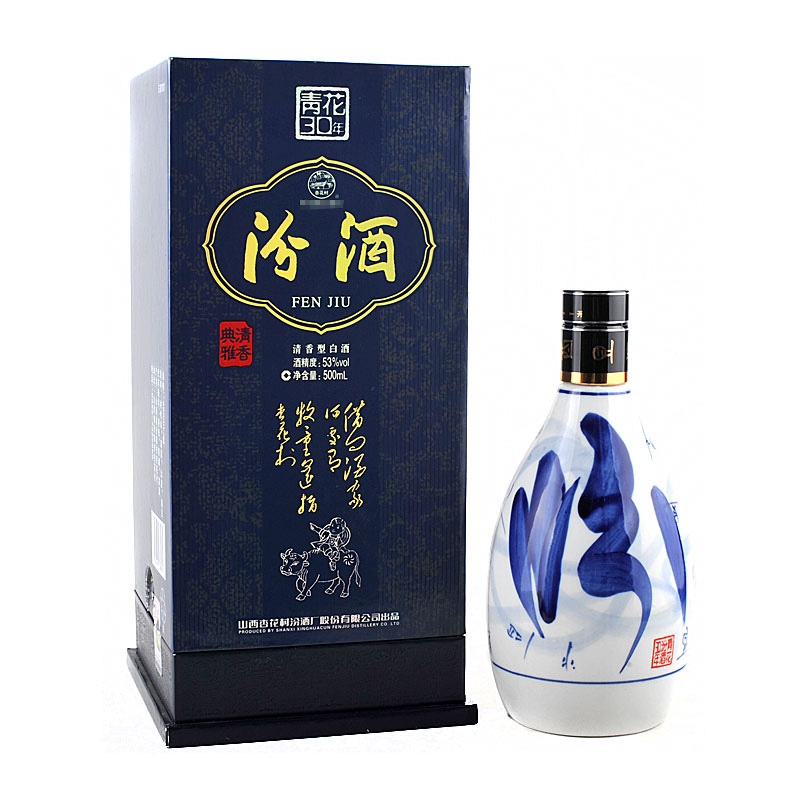 青花
30年
杏花村
汾酒
FEN JIU
清香
典雅
清香型白酒
酒精度:53%vol
净含量:500mL
借问酒家
何处有
牧童遥指
杏花村
山西杏花村汾酒厂股份有限公司出品
PRODUCED BY SHANXI XINGHUACUN FENJIU DISTILLERY CO. LTD